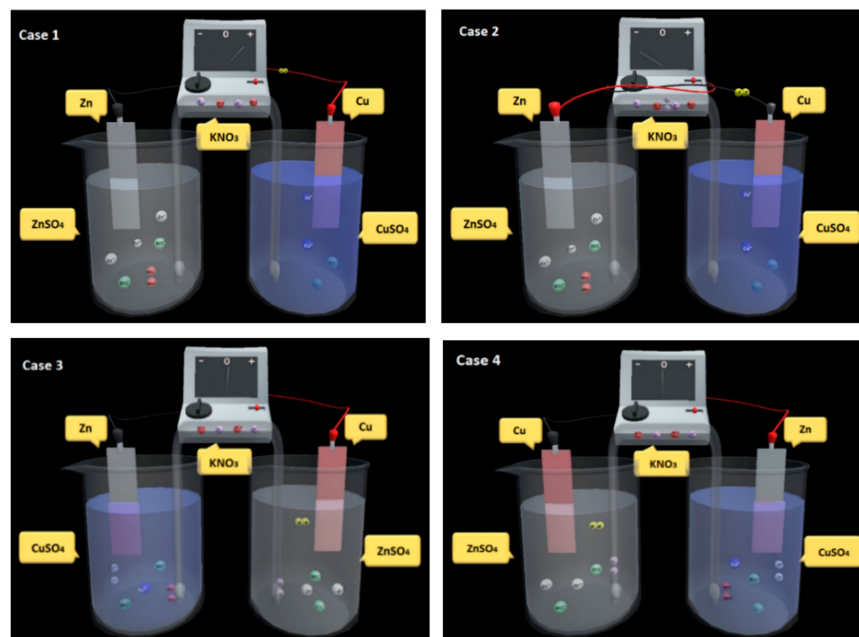 Case 1
- 0 +
Zn
Cu
KNO₃
ZnSO₄
CuSO₄
Case 2
- 0 +
Zn
Cu
KNO₃
ZnSO₄
CuSO₄
Case 3
- 0 +
Zn
Cu
KNO₃
CuSO₄
ZnSO₄
Case 4
- 0 +
Cu
Zn
KNO₃
ZnSO₄
CuSO₄